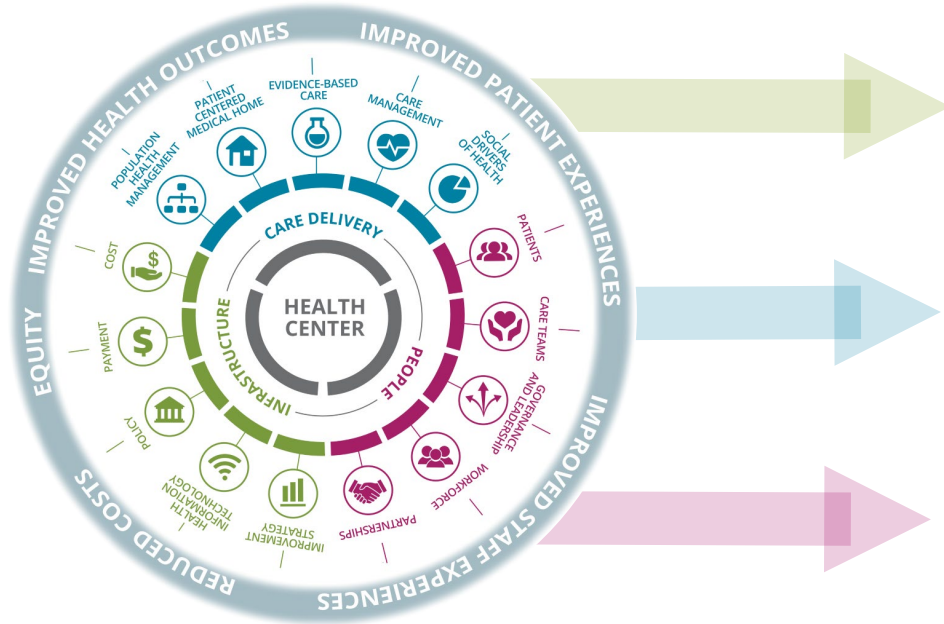 IMPROVED HEALTH OUTCOMES
IMPROVED PATIENT EXPERIENCES
IMPROVED STAFF EXPERIENCES
REDUCED COSTS
EQUITY
POPULATION
HEALTH
MANAGEMENT
PATIENT
CENTERED
MEDICAL HOME
EVIDENCE-BASED
CARE
CARE
MANAGEMENT
SOCIAL
DRIVERS
OF HEALTH
PATIENTS
CARE TEAMS
GOVERNANCE
AND LEADERSHIP
WORKFORCE
PARTNERSHIPS
IMPROVEMENT
STRATEGY
HEALTH
INFORMATION
TECHNOLOGY
POLICY
PAYMENT
COST
$
$
CARE DELIVERY
PEOPLE
INFRASTRUCTURE
HEALTH
CENTER